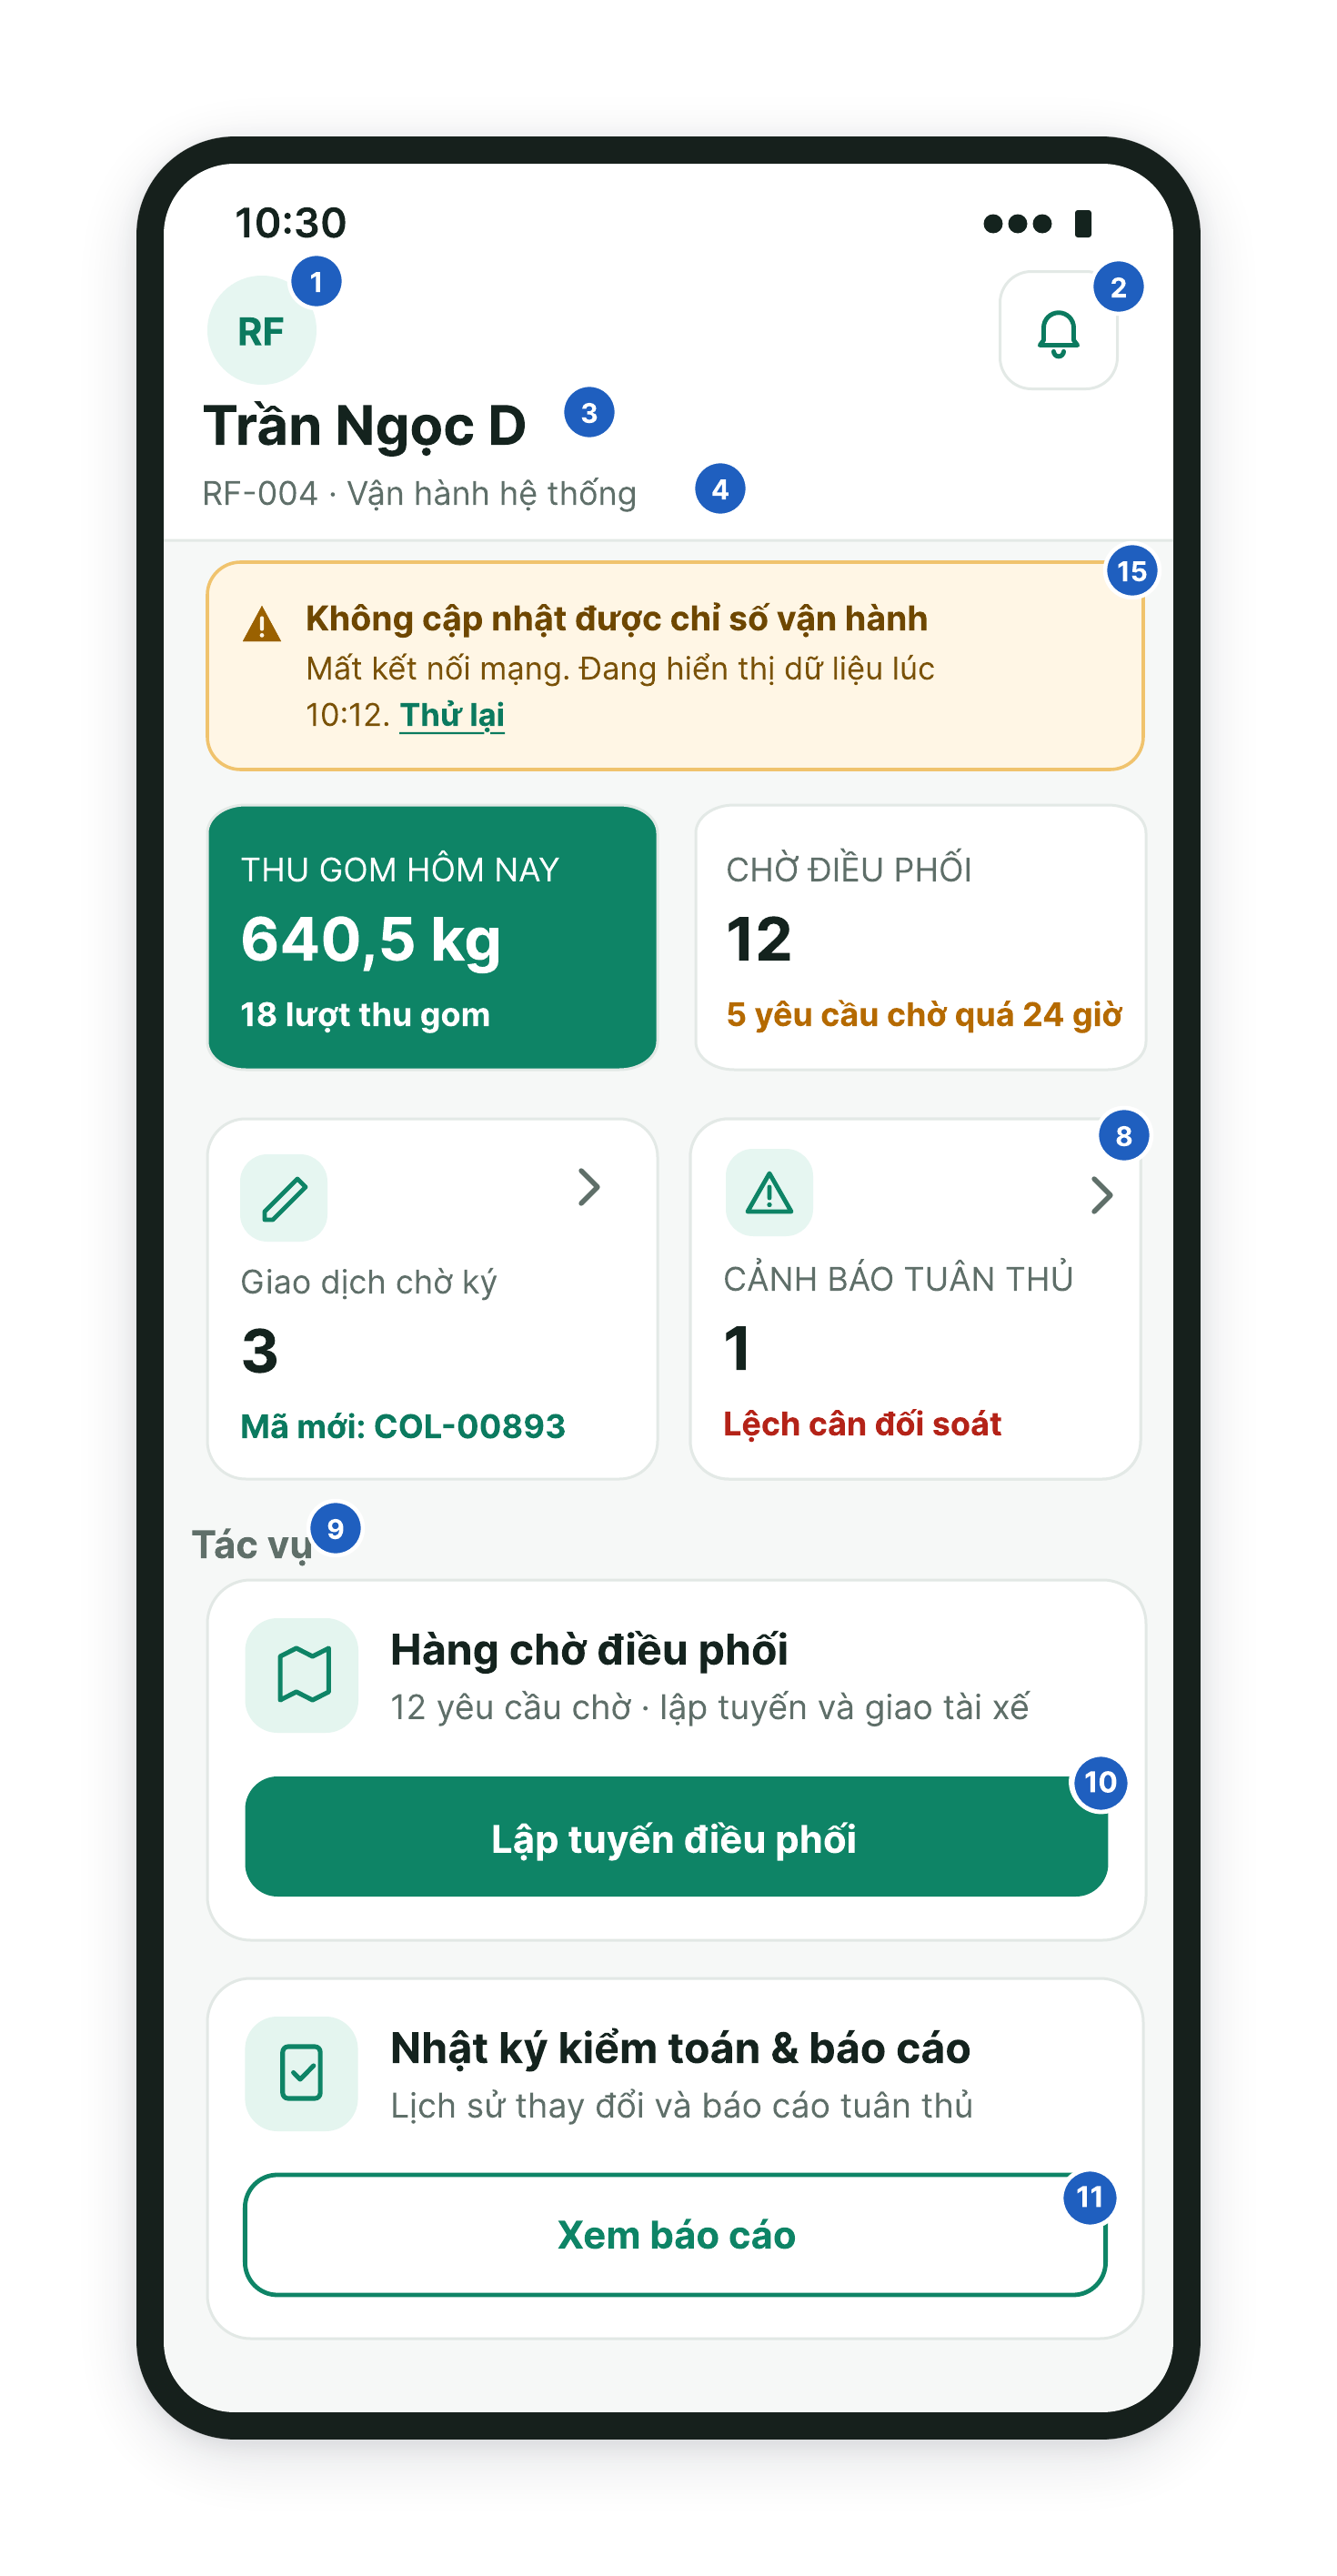 10:30
1
2
RF
Trần Ngọc D
3
RF-004 · Vận hành hệ thống
4
15
Không cập nhật được chỉ số vận hành
Mất kết nối mạng. Đang hiển thị dữ liệu lúc
10:12. Thử lại
THU GOM HÔM NAY
640,5 kg
18 lượt thu gom
CHỜ ĐIỀU PHỐI
12
5 yêu cầu chờ quá 24 giờ
Giao dịch chờ ký
3
Mã mới: COL-00893
8
CẢNH BÁO TUÂN THỦ
1
Lệch cân đối soát
Tác vụ
9
Hàng chờ điều phối
12 yêu cầu chờ · lập tuyến và giao tài xế
10
Lập tuyến điều phối
Nhật ký kiểm toán & báo cáo
Lịch sử thay đổi và báo cáo tuân thủ
11
Xem báo cáo